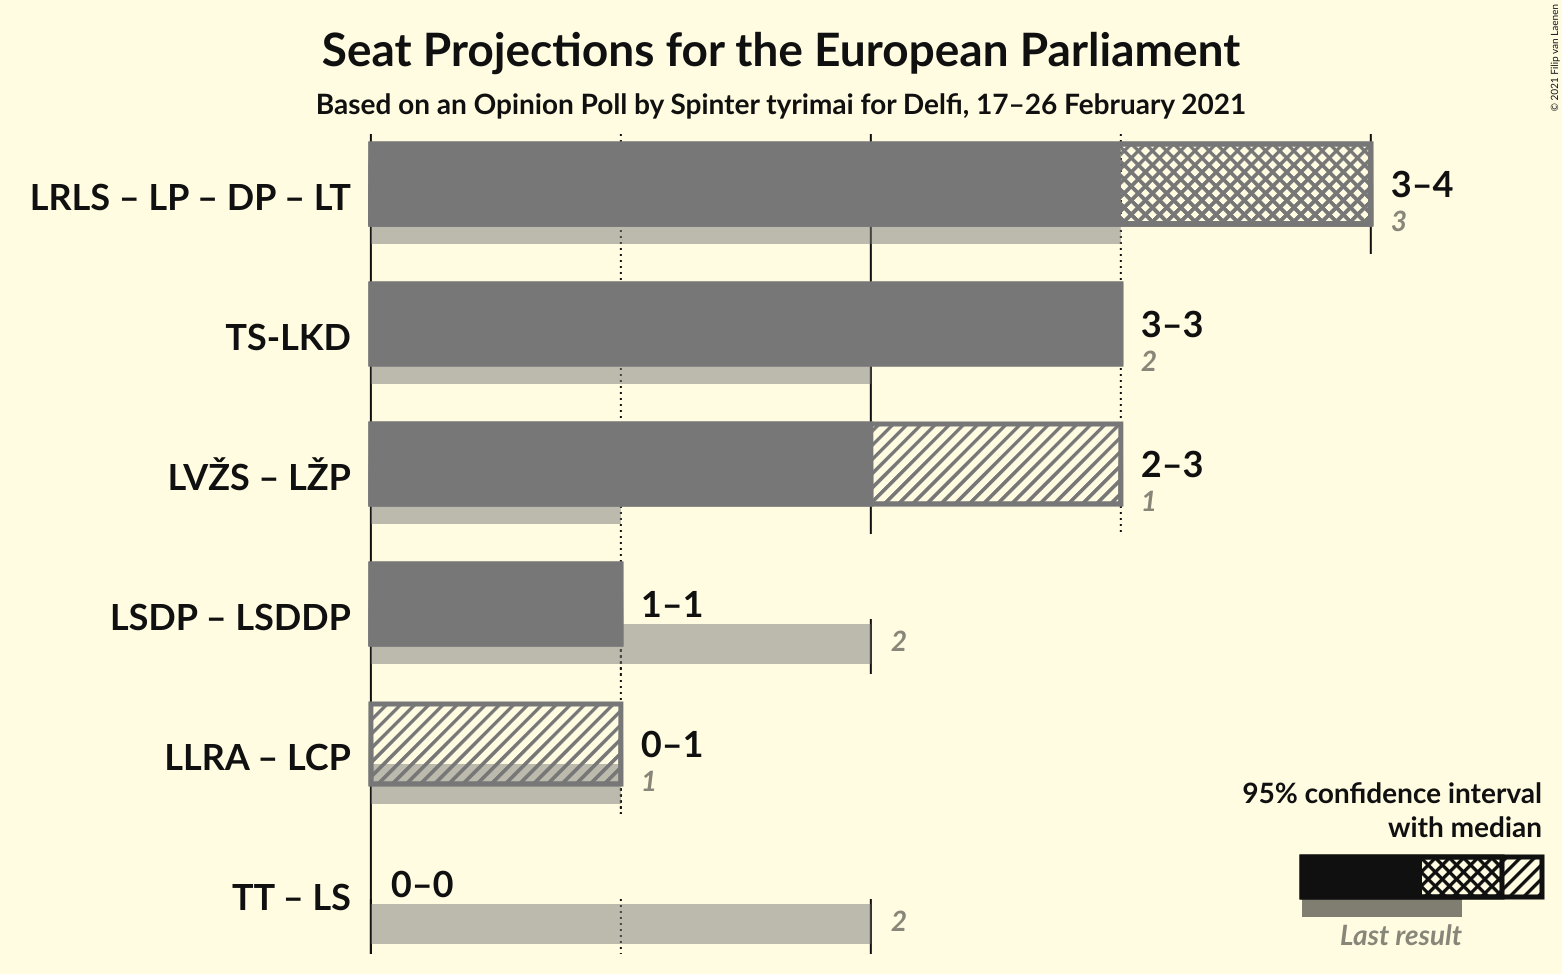 Seat Projections for the European Parliament
Based on an Opinion Poll by Spinter tyrimai for Delfi, 17–26 February 2021
© 2021 Filip van Laenen
LRLS – LP – DP – LT
3–4
3
TS-LKD
3–3
2
LVŽS – LŽP
2–3
1
LSDP – LSDDP
1–1
2
LLRA – LCP
0–1
1
TT – LS
0–0
2
95% confidence interval
with median
Last result